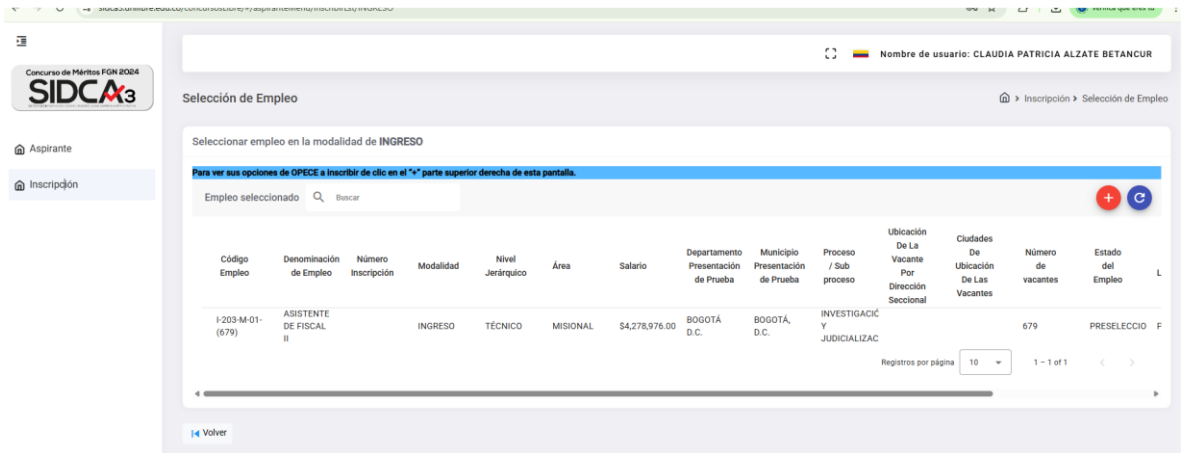 Nombre de usuario: CLAUDIA PATRICIA ALZATE BETANCUR
Concurso de Méritos FGN 2024
SIDCA3
Selección de Empleo
Inscripción > Selección de Empleo
Aspirante
Inscripción
Seleccionar empleo en la modalidad de INGRESO
Para ver sus opciones de OPECE a inscribir de clic en el "+" parte superior derecha de esta pantalla.
Empleo seleccionado
Buscar
Código Empleo
Denominación de Empleo
Número Inscripción
Modalidad
Nivel Jerárquico
Área
Salario
Departamento Presentación de Prueba
Municipio Presentación de Prueba
Proceso / Sub proceso
Ubicación De La Vacante Por Dirección Seccional
Ciudades De Ubicación De Las Vacantes
Número de vacantes
Estado del Empleo
L
I-203-M-01-(679)
ASISTENTE DE FISCAL II
INGRESO
TÉCNICO
MISIONAL
$4,278,976.00
BOGOTÁ D.C.
BOGOTÁ, D.C.
INVESTIGACIÓ Y JUDICIALIZAC
679
PRESELECCIO
Registros por página
10
1 – 1 of 1
Volver